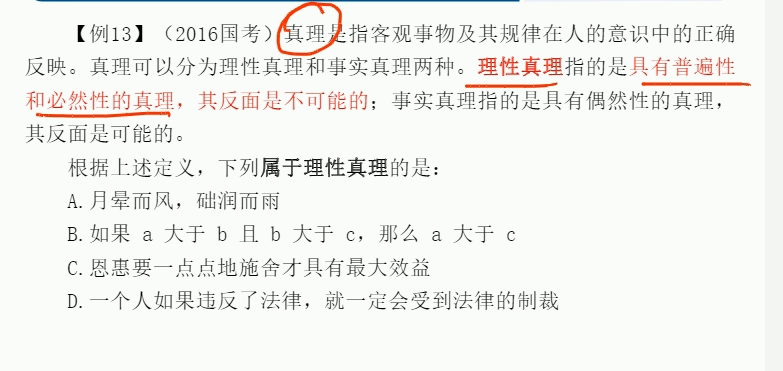 【例13】（2016国考）真理是指客观事物及其规律在人的意识中的正确
反映。真理可以分为理性真理和事实真理两种。理性真理指的是具有普遍性
和必然性的真理，其反面是不可能的；事实真理指的是具有偶然性的真理，
其反面是可能的。
根据上述定义，下列属于理性真理的是：
A.月晕而风，础润而雨
B.如果 a 大于 b 且 b 大于 c，那么 a 大于 c
C.恩惠要一点点地施舍才具有最大效益
D.一个人如果违反了法律，就一定会受到法律的制裁